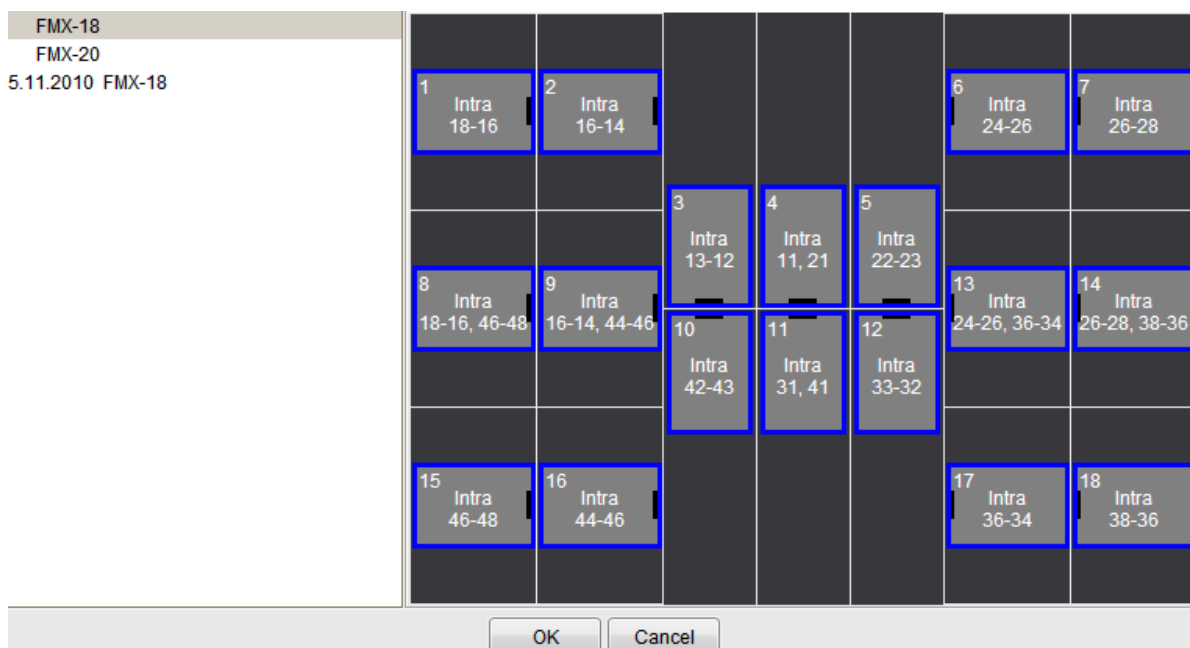 FMX-18
FMX-20
5.11.2010 FMX-18
1
Intra
18-16
2
Intra
16-14
3
Intra
13-12
4
Intra
11, 21
5
Intra
22-23
6
Intra
24-26
7
Intra
26-28
8
Intra
18-16, 46-48
9
Intra
16-14, 44-46
10
Intra
42-43
11
Intra
31, 41
12
Intra
33-32
13
Intra
24-26, 36-34
14
Intra
26-28, 38-36
15
Intra
46-48
16
Intra
44-46
17
Intra
36-34
18
Intra
38-36
OK
Cancel